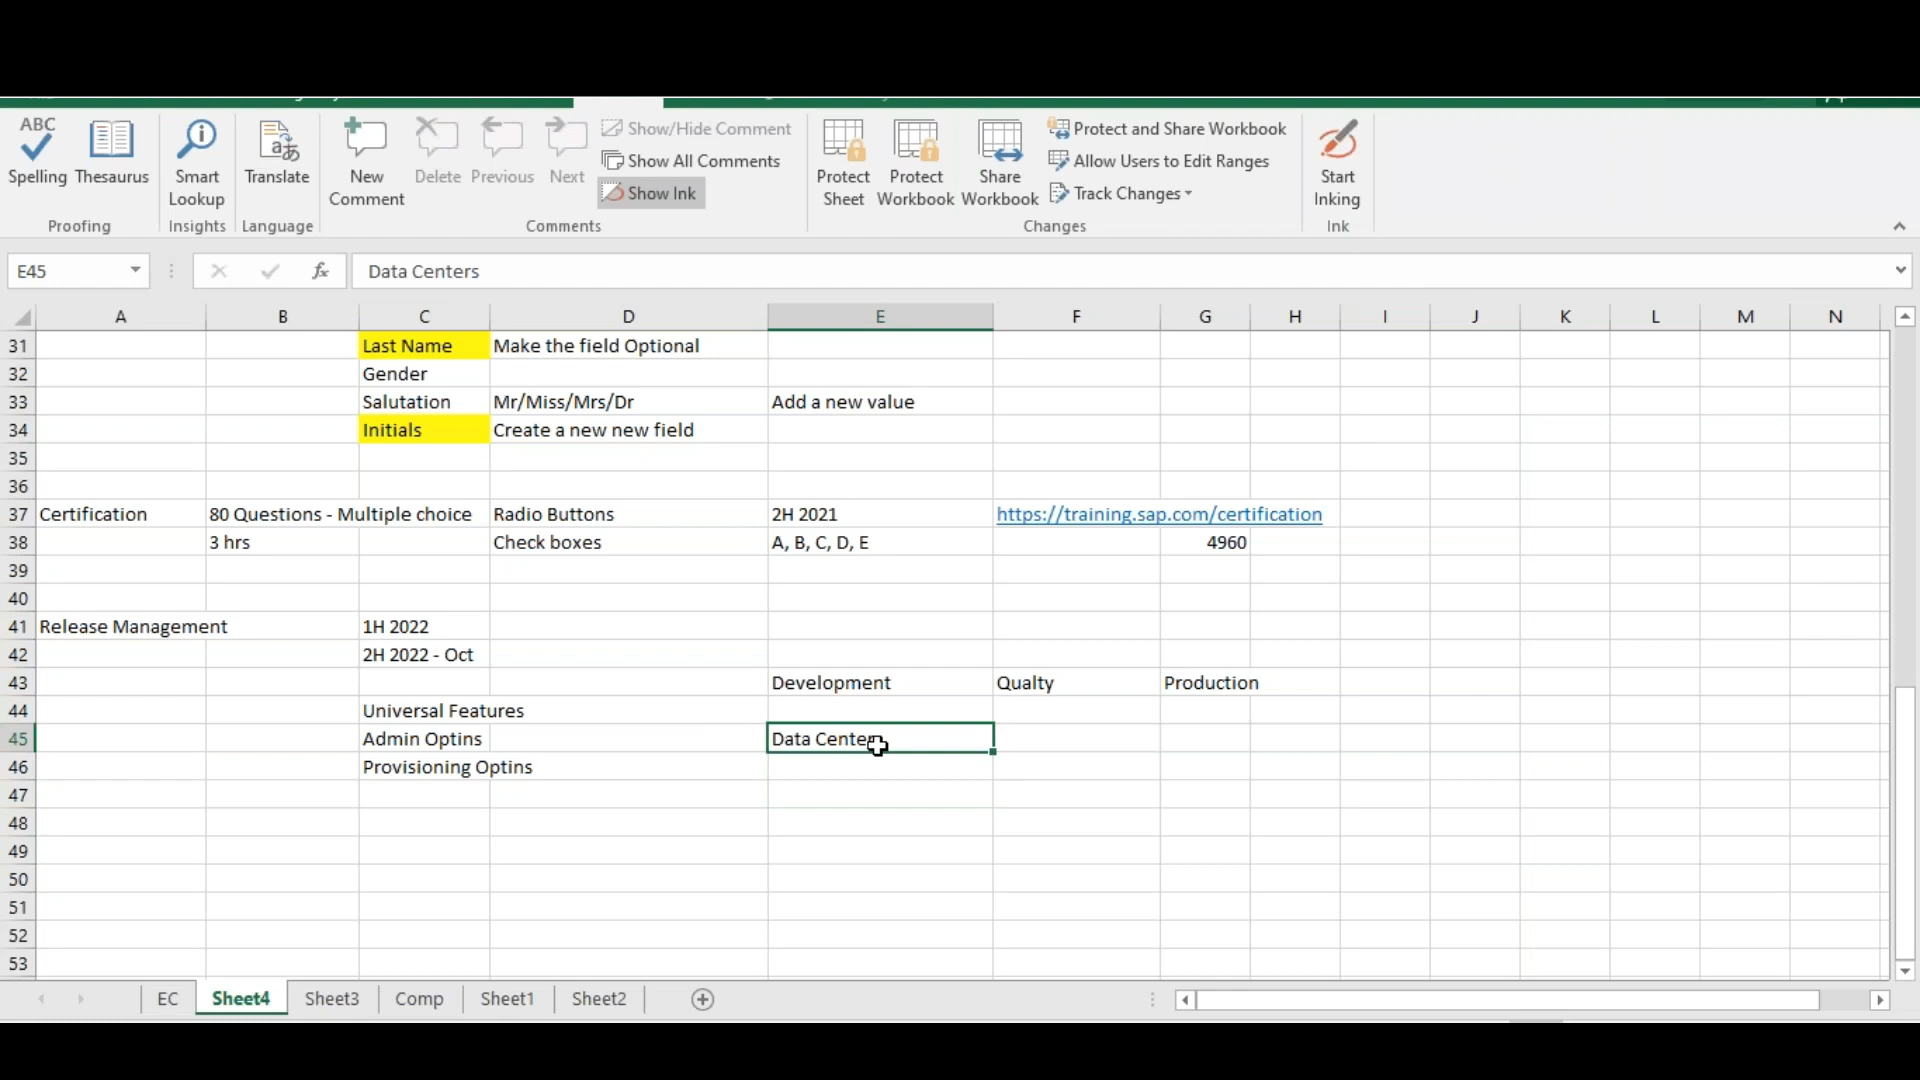 ABC
Spelling Thesaurus Smart Lookup Translate New Comment Delete Previous Next
Show/Hide Comment
Show All Comments
Show Ink
Protect Sheet Protect Workbook Share Workbook
Protect and Share Workbook
Allow Users to Edit Ranges
Track Changes
Start Inking
Proofing Insights Language Comments Changes Ink
E45 fx Data Centers
A B C D E F G H I J K L M N
31 Last Name Make the field Optional
32 Gender
33 Salutation Mr/Miss/Mrs/Dr Add a new value
34 Initials Create a new new field
35
36
37 Certification 80 Questions - Multiple choice Radio Buttons 2H 2021 https://training.sap.com/certification
38 3 hrs Check boxes A, B, C, D, E 4960
39
40
41 Release Management 1H 2022
42 2H 2022 - Oct
43 Development Qualty Production
44 Universal Features
45 Admin Optins Data Centers
46 Provisioning Optins
47
48
49
50
51
52
53
EC Sheet4 Sheet3 Comp Sheet1 Sheet2